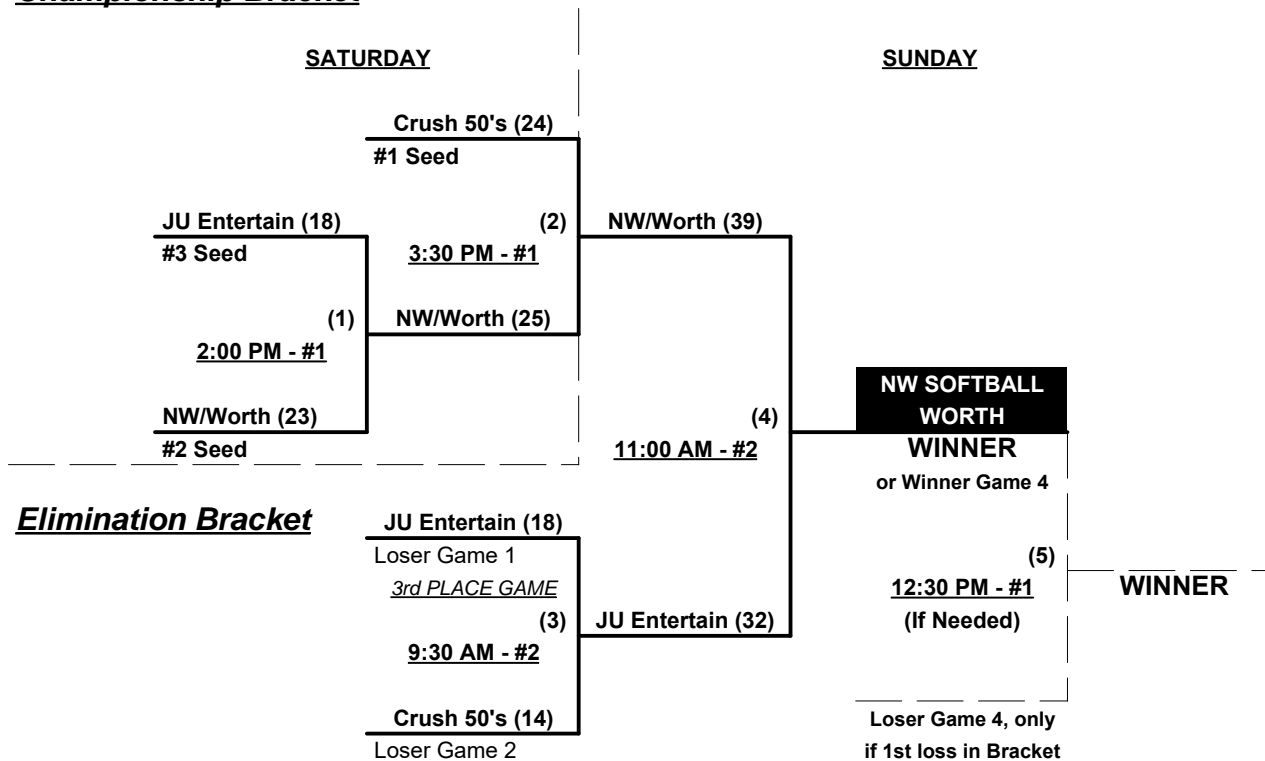 Championship Bracket
SATURDAY
SUNDAY
Crush 50's (24)
#1 Seed
JU Entertain (18)
(2)
NW/Worth (39)
#3 Seed
3:30 PM - #1
(1)
NW/Worth (25)
2:00 PM - #1
NW SOFTBALL
WORTH
NW/Worth (23)
(4)
#2 Seed
11:00 AM - #2
WINNER
or Winner Game 4
Elimination Bracket
JU Entertain (18)
Loser Game 1
(5)
3rd PLACE GAME
12:30 PM - #1
WINNER
(3)
JU Entertain (32)
(If Needed)
9:30 AM - #2
Crush 50's (14)
Loser Game 4, only
Loser Game 2
if 1st loss in Bracket